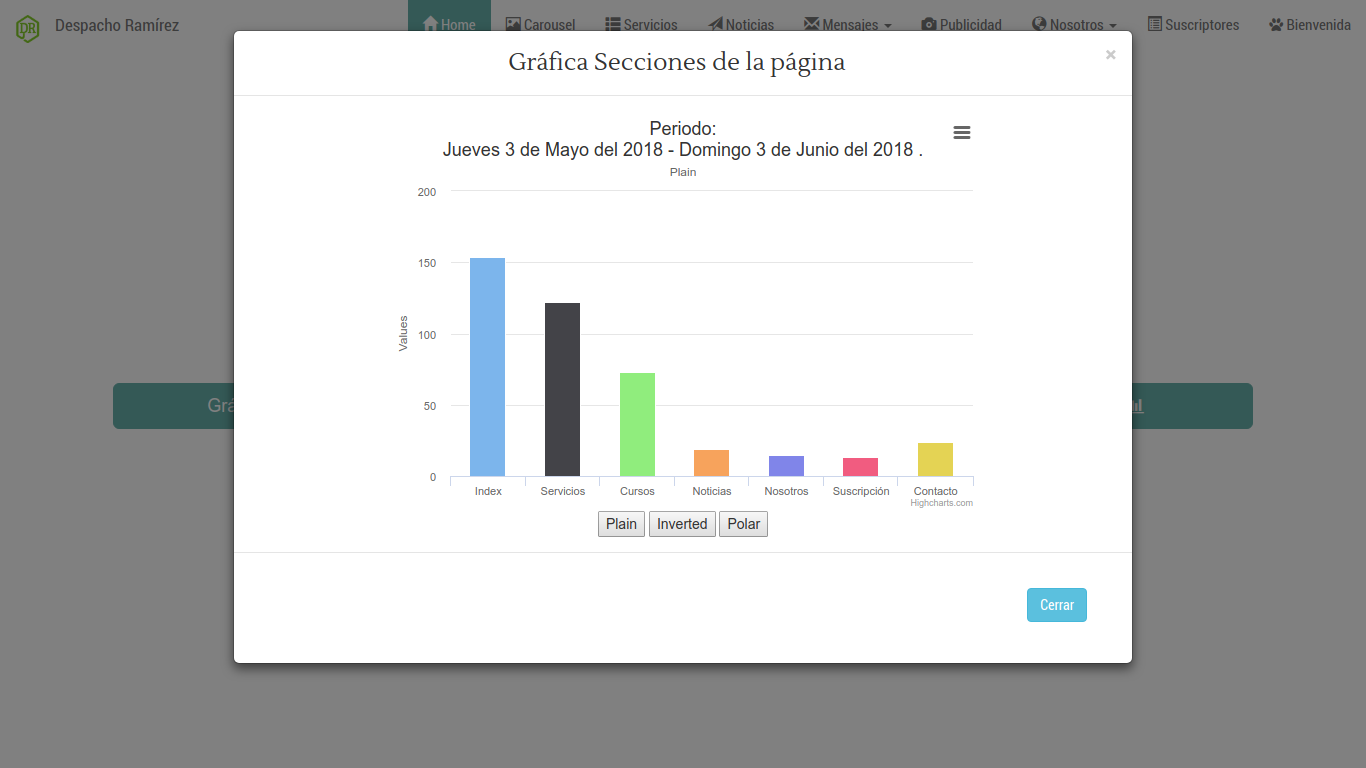 DR Despacho Ramírez Home Carousel Servicios Noticias Mensajes Publicidad Nosotros Suscriptores Bienvenida
Gráfica Secciones de la página ×
Periodo:
Jueves 3 de Mayo del 2018 - Domingo 3 de Junio del 2018 .
Plain
200
150
100
50
0
Values
Index Servicios Cursos Noticias Nosotros Suscripción Contacto
Highcharts.com
Plain Inverted Polar
Cerrar